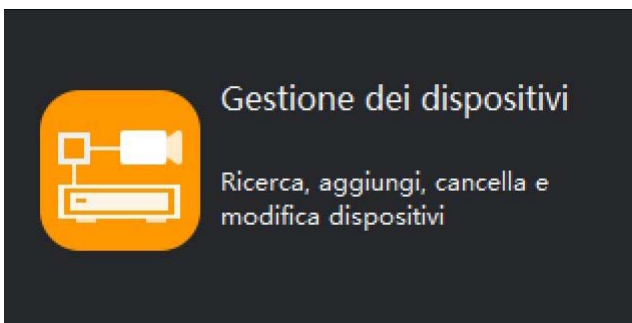 Gestione dei dispositivi
Ricerca, aggiungi, cancella e
modifica dispositivi